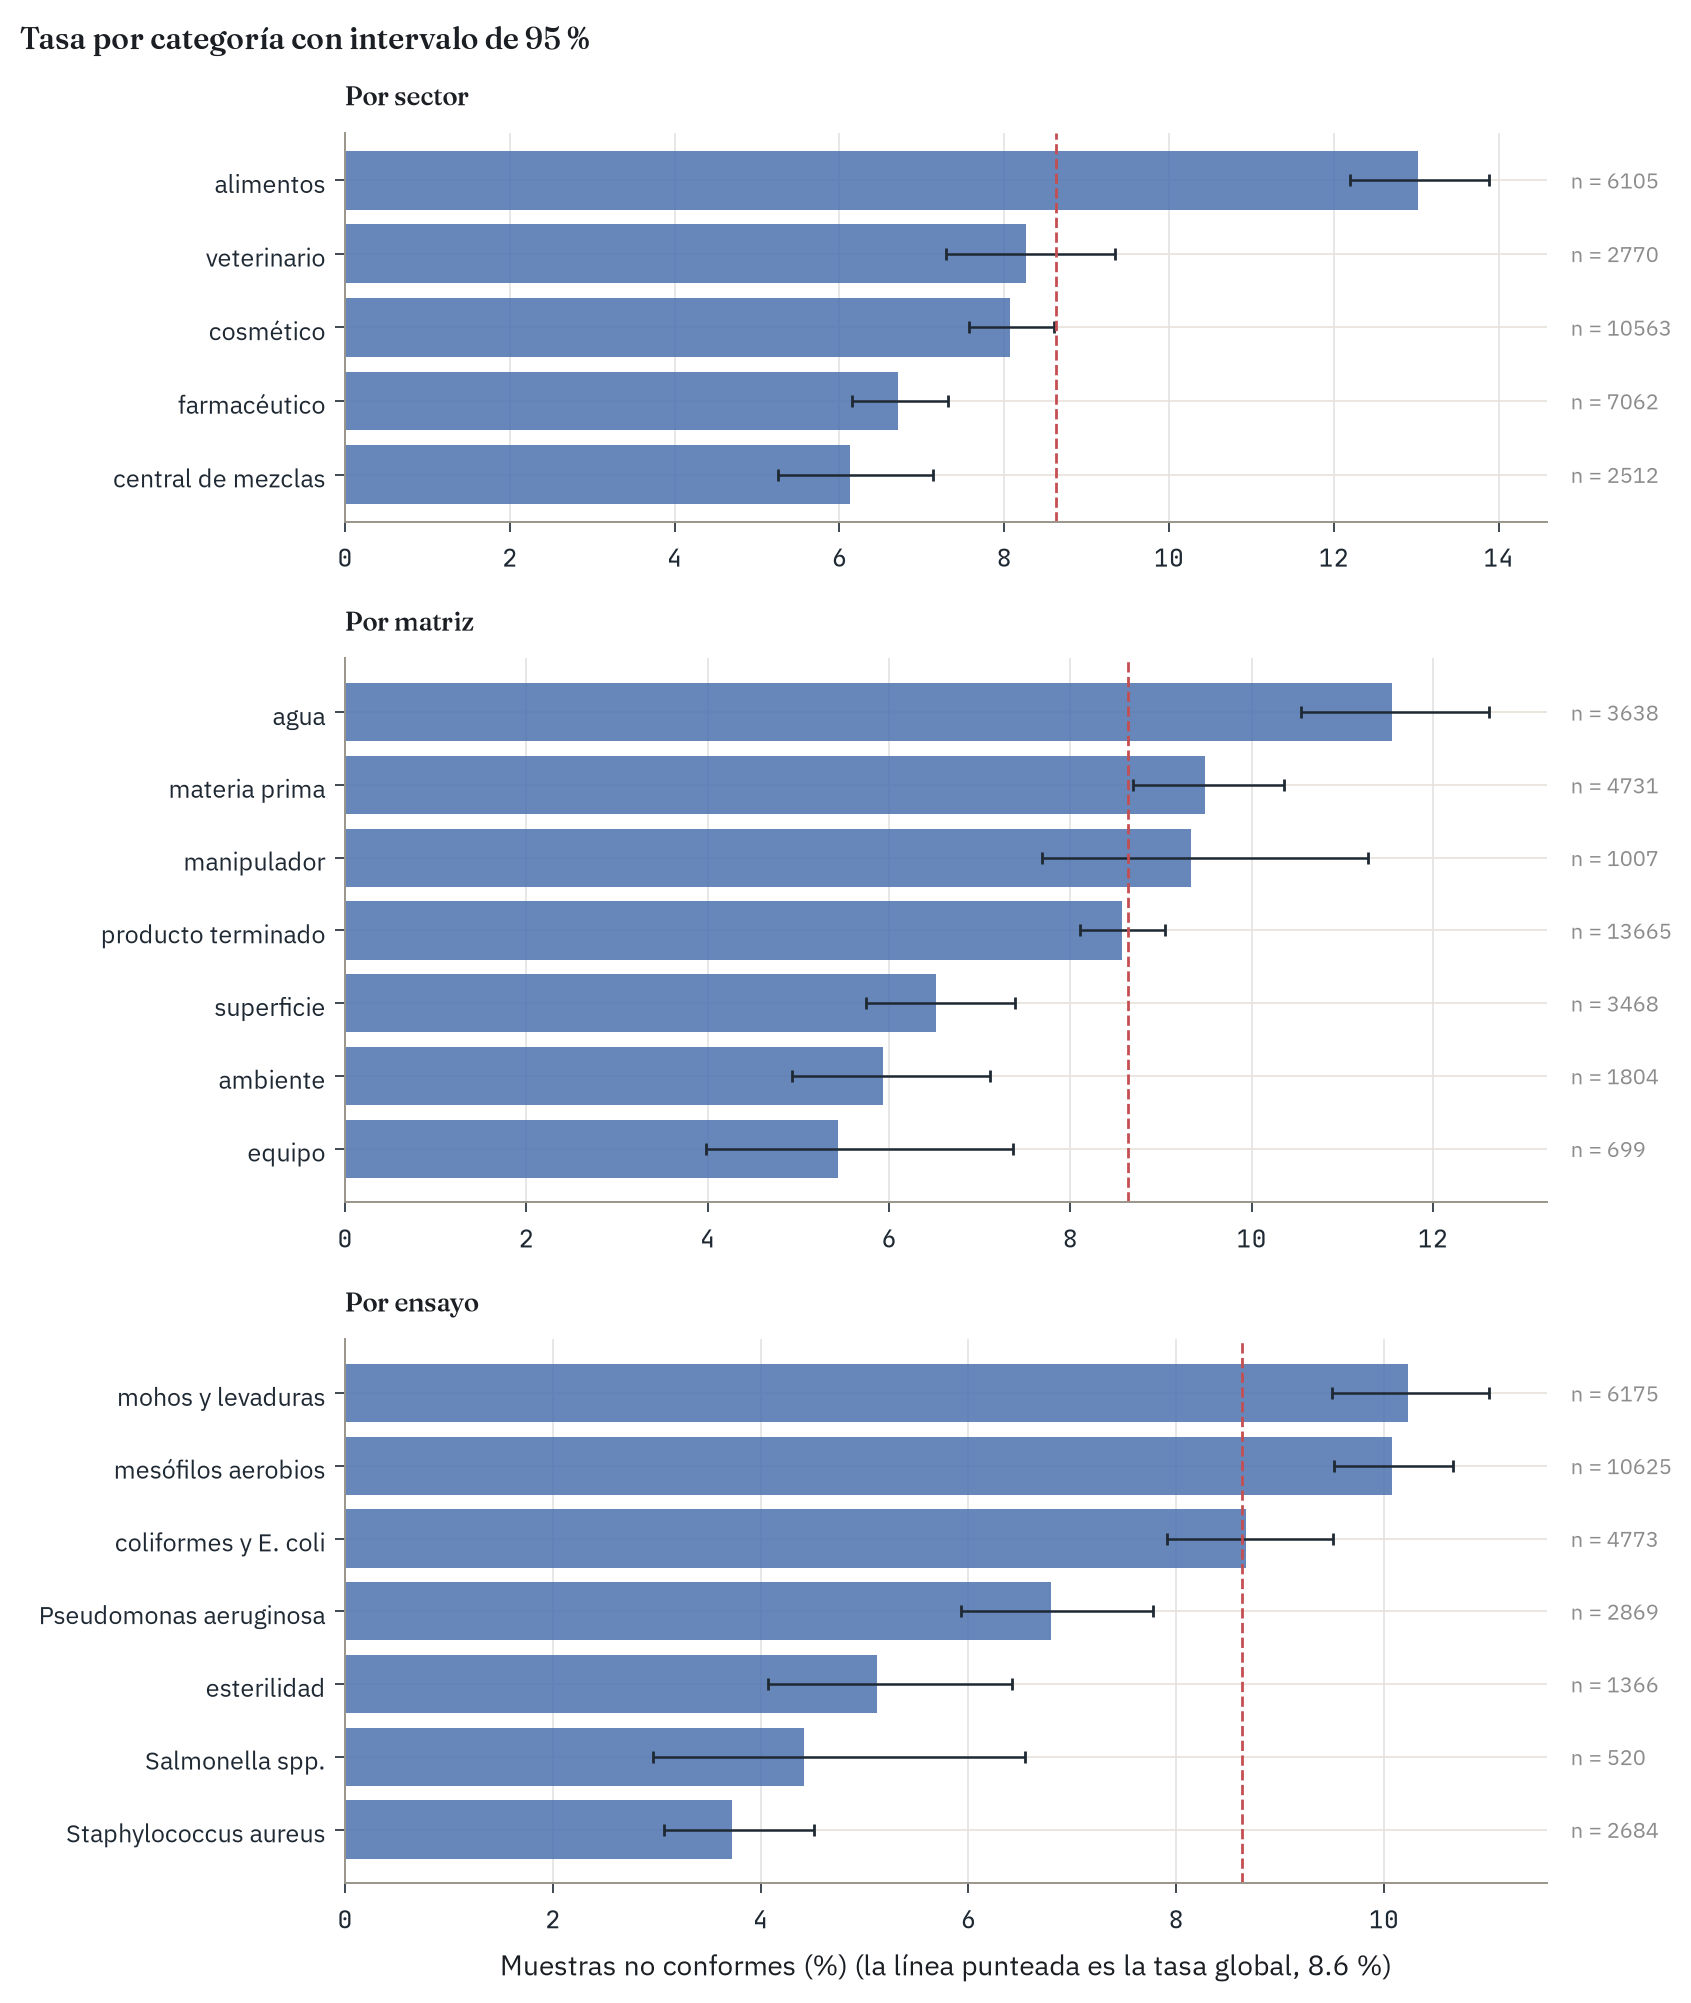 Tasa por categoría con intervalo de 95 %
Por sector
alimentos
n = 6105
veterinario
n = 2770
cosmético
n = 10563
farmacéutico
n = 7062
central de mezclas
n = 2512
0 2 4 6 8 10 12 14
Por matriz
agua
n = 3638
materia prima
n = 4731
manipulador
n = 1007
producto terminado
n = 13665
superficie
n = 3468
ambiente
n = 1804
equipo
n = 699
0 2 4 6 8 10 12
Por ensayo
mohos y levaduras
n = 6175
mesófilos aerobios
n = 10625
coliformes y E. coli
n = 4773
Pseudomonas aeruginosa
n = 2869
esterilidad
n = 1366
Salmonella spp.
n = 520
Staphylococcus aureus
n = 2684
0 2 4 6 8 10
Muestras no conformes (%) (la línea punteada es la tasa global, 8.6 %)